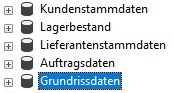 Kundenstammdaten
Lagerbestand
Lieferantenstammdaten
Auftragsdaten
Grundrissdaten